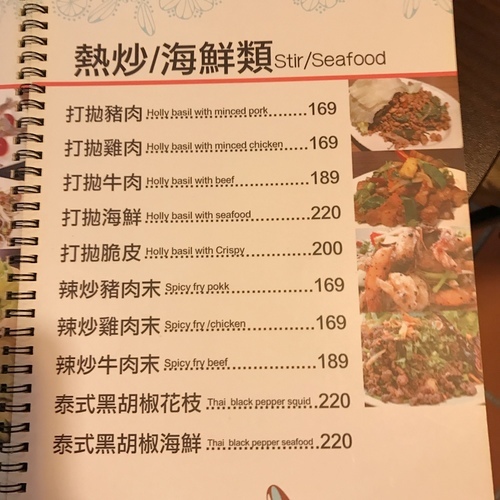 熱炒/海鮮類Stir/Seafood
打拋豬肉 Holly basil with minced pork.........169
打拋雞肉 Holly basil with minced chicken......169
打拋牛肉 Holly basil with beef................189
打拋海鮮 Holly basil with seafood.............220
打拋脆皮 Holly basil with Crispy..............200
辣炒豬肉末 Spicy fry pokk.....................169
辣炒雞肉末 Spicy fry /chicken.................169
辣炒牛肉末 Spicy fry beef.....................189
泰式黑胡椒花枝 Thai black pepper squid........220
泰式黑胡椒海鮮 Thai black pepper seafood......220